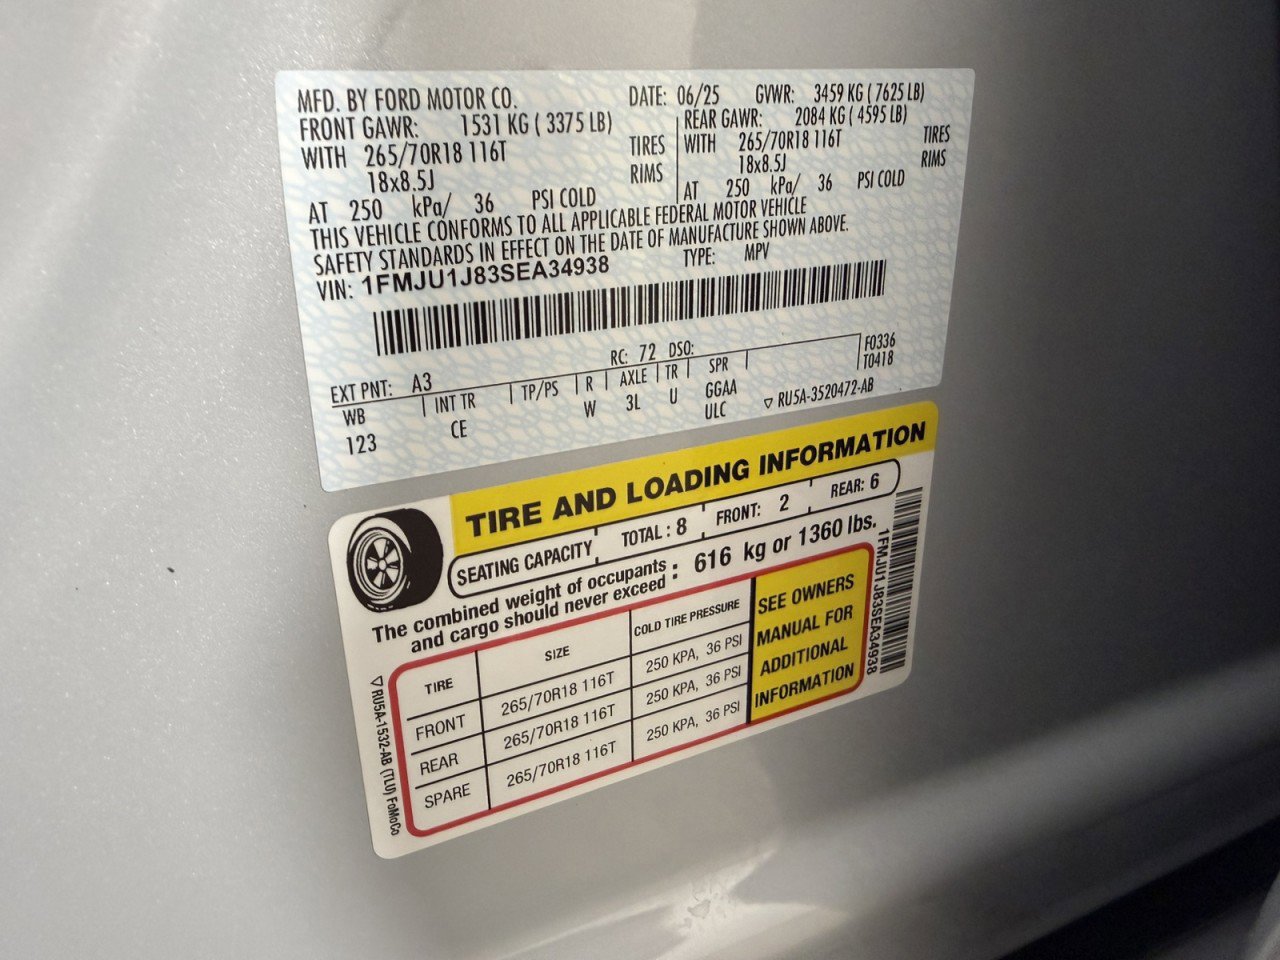 MFD. BY FORD MOTOR CO. DATE: 06/25 GVWR: 3459 KG ( 7625 LB)
FRONT GAWR: 1531 KG ( 3375 LB) REAR GAWR: 2084 KG ( 4595 LB)
WITH 265/70R18 116T TIRES WITH 265/70R18 116T TIRES
18x8.5J RIMS 18x8.5J RIMS
AT 250 kPa/ 36 PSI COLD AT 250 kPa/ 36 PSI COLD
THIS VEHICLE CONFORMS TO ALL APPLICABLE FEDERAL MOTOR VEHICLE
SAFETY STANDARDS IN EFFECT ON THE DATE OF MANUFACTURE SHOWN ABOVE.
VIN: 1FMJU1J83SEA34938 TYPE: MPV
EXT PNT: A3 RC: 72 DSO: F0336
T0418
WB INT TR TP/PS R AXLE TR SPR
123 CE W 3L U GGAA
ULC
RU5A-3520472-AB
TIRE AND LOADING INFORMATION
SEATING CAPACITY TOTAL : 8 FRONT: 2 REAR: 6
The combined weight of occupants
and cargo should never exceed : 616 kg or 1360 lbs.
TIRE SIZE COLD TIRE PRESSURE
FRONT 265/70R18 116T 250 KPA, 36 PSI
REAR 265/70R18 116T 250 KPA, 36 PSI
SPARE 265/70R18 116T 250 KPA, 36 PSI
SEE OWNERS
MANUAL FOR
ADDITIONAL
INFORMATION
1FMJU1J83SEA34938
RU5A-1532-AB (TLU) FoMoCo